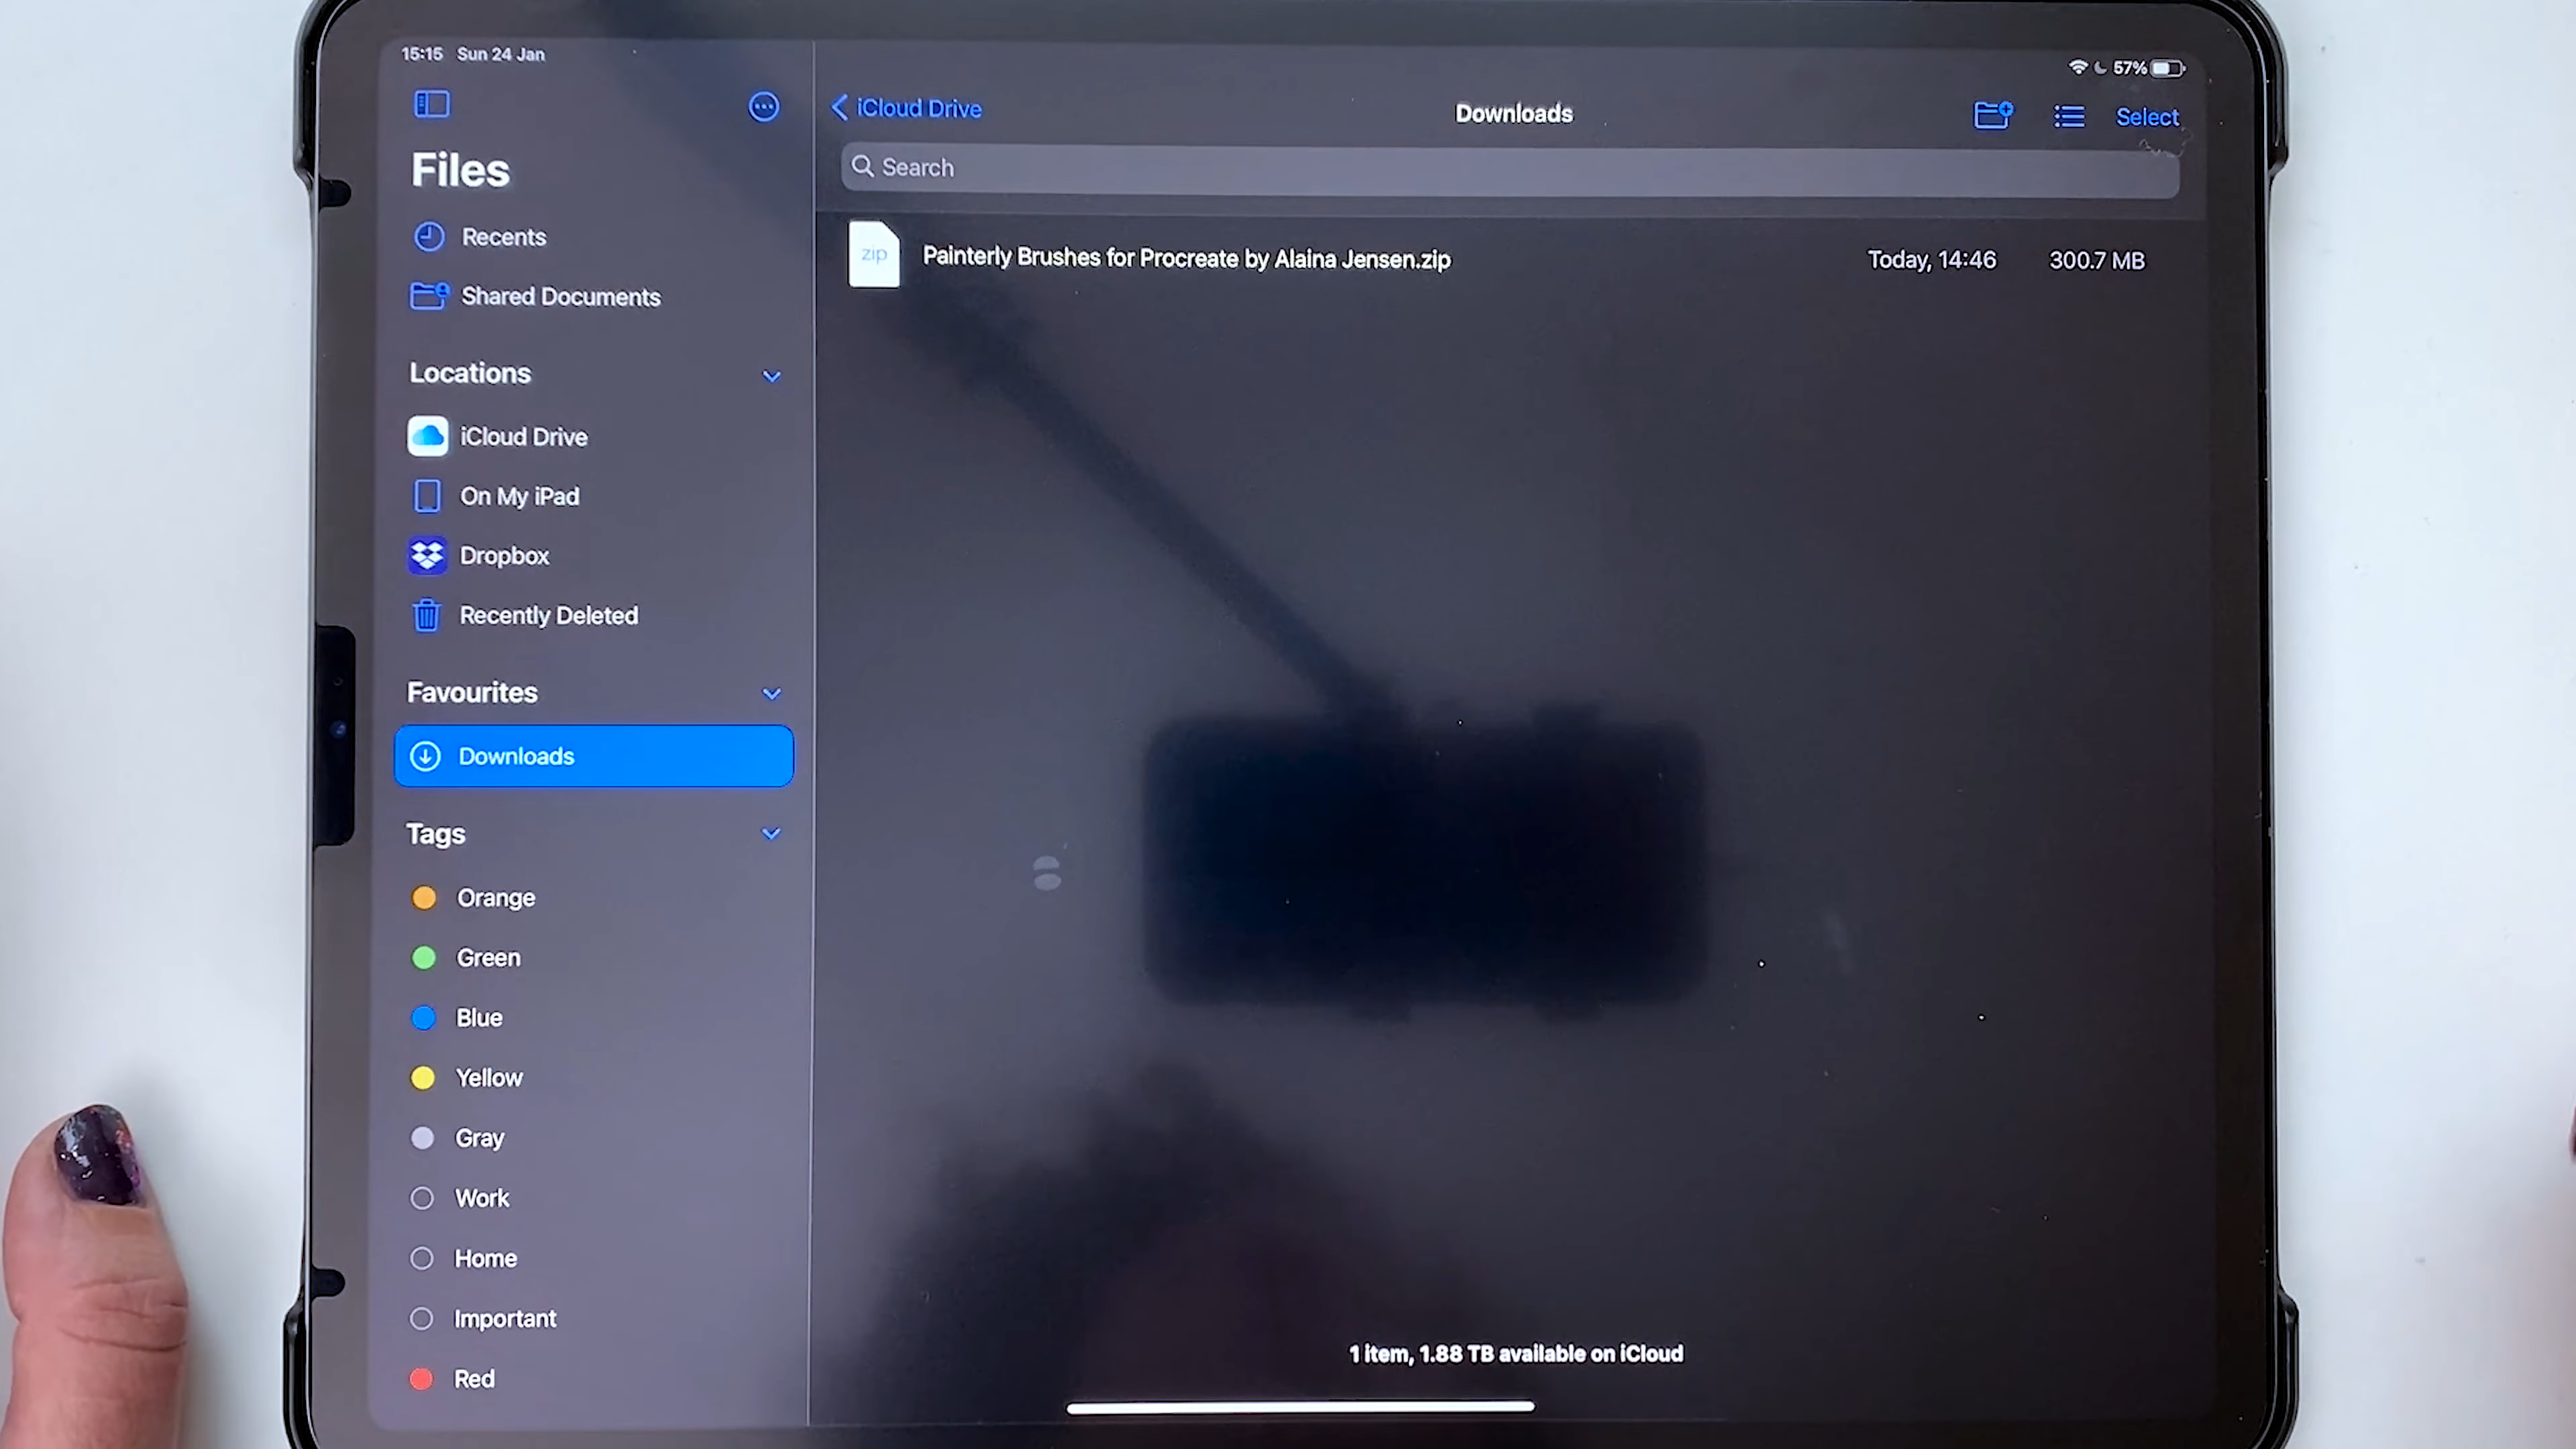 15:15 Sun 24 Jan
57%
Files
Recents
Shared Documents
Locations
iCloud Drive
On My iPad
Dropbox
Recently Deleted
Favourites
Downloads
Tags
Orange
Green
Blue
Yellow
Gray
Work
Home
Important
Red
iCloud Drive
Downloads
Select
Search
zip
Painterly Brushes for Procreate by Alaina Jensen.zip
Today, 14:46
300.7 MB
1 item, 1.88 TB available on iCloud